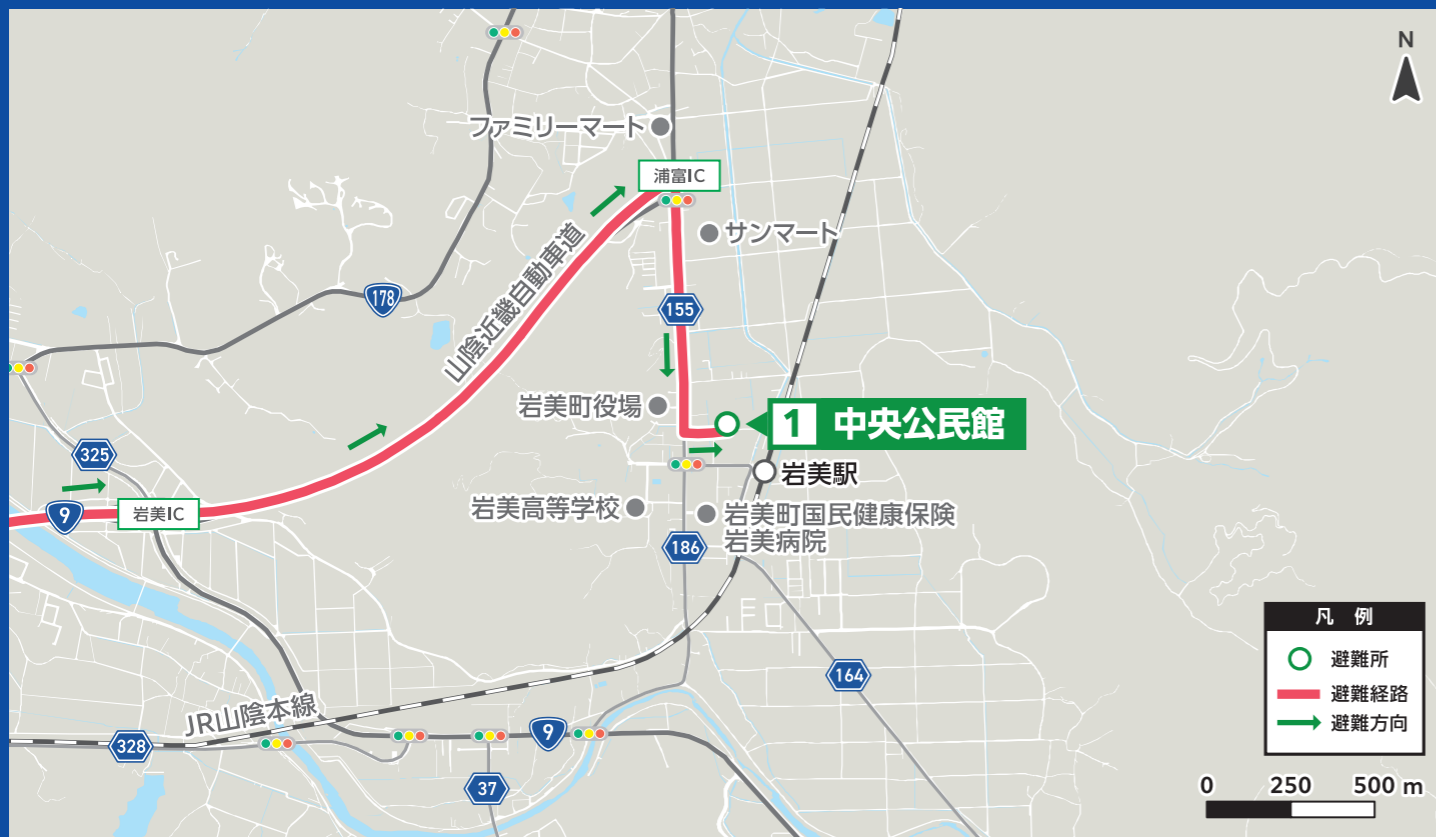 N
ファミリーマート
浦富IC
サンマート
山陰近畿自動車道
178
155
岩美町役場
1 中央公民館
325
岩美駅
9
岩美IC
岩美高等学校
岩美町国民健康保険
岩美病院
186
凡 例
避難所
避難経路
避難方向
164
JR山陰本線
328
9
37
0 250 500 m